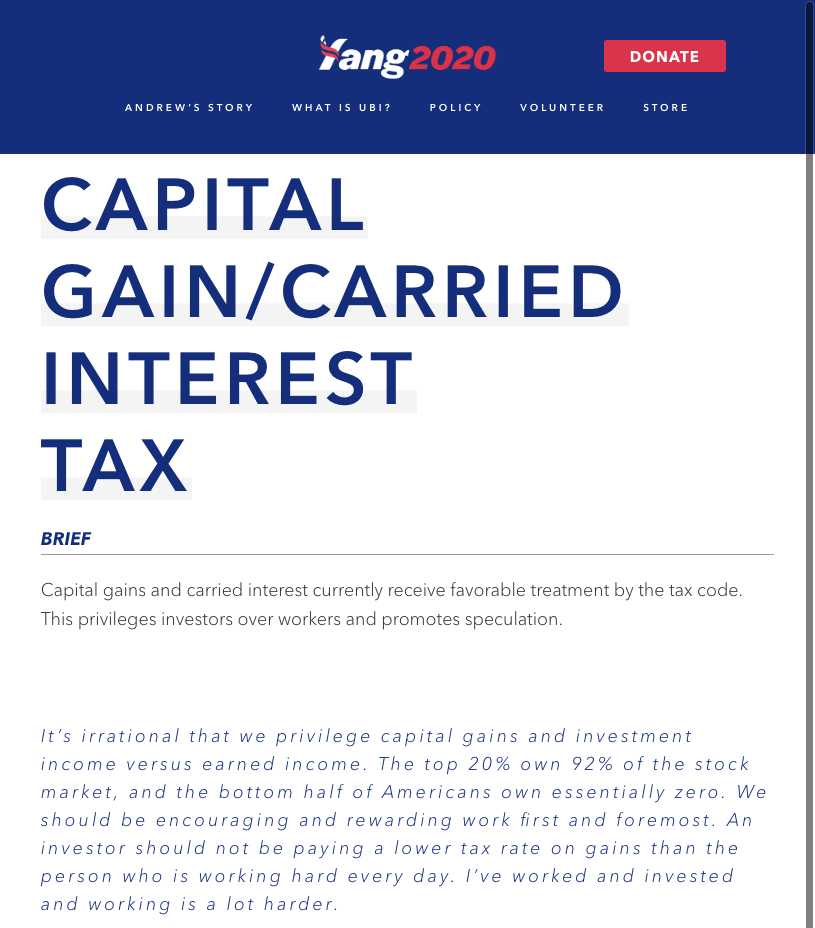 Yang2020
DONATE
ANDREW'S STORY WHAT IS UBI? POLICY VOLUNTEER STORE
CAPITAL
GAIN/CARRIED
INTEREST
TAX
BRIEF
Capital gains and carried interest currently receive favorable treatment by the tax code.
This privileges investors over workers and promotes speculation.
It's irrational that we privilege capital gains and investment
income versus earned income. The top 20% own 92% of the stock
market, and the bottom half of Americans own essentially zero. We
should be encouraging and rewarding work first and foremost. An
investor should not be paying a lower tax rate on gains than the
person who is working hard every day. I've worked and invested
and working is a lot harder.